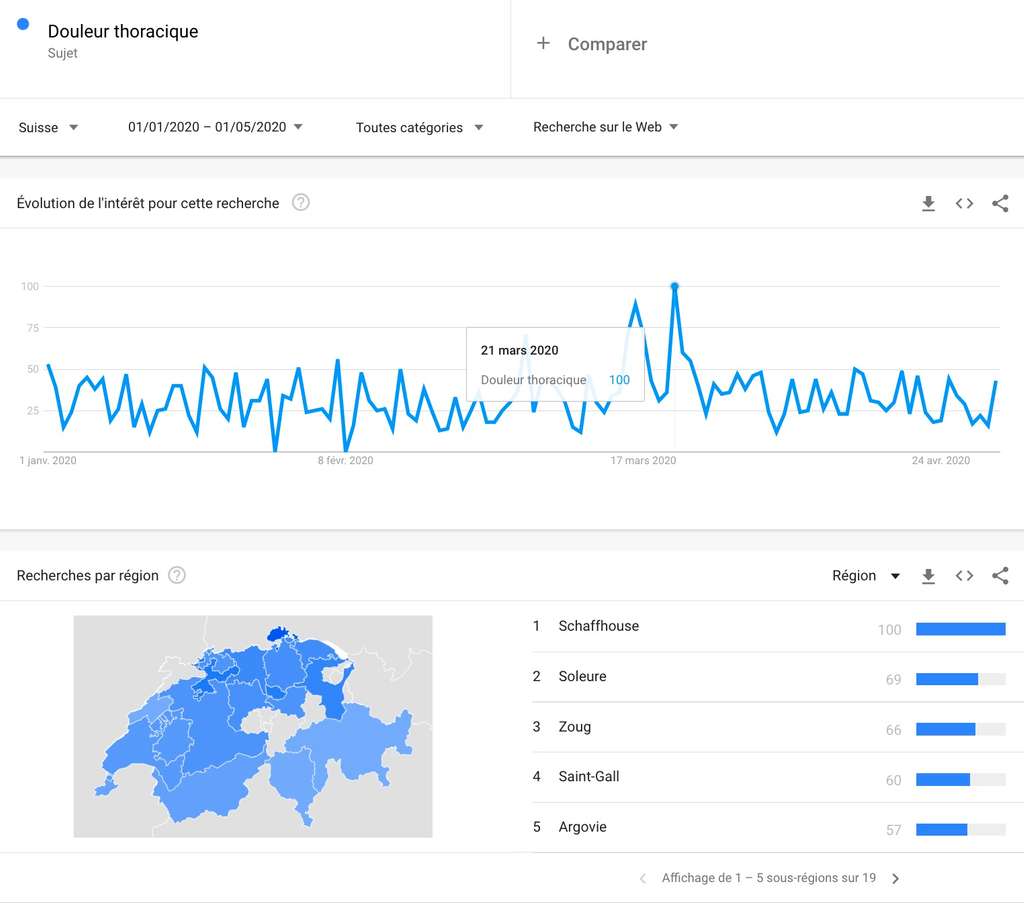 Douleur thoracique
Sujet
+ Comparer
Suisse
01/01/2020 – 01/05/2020
Toutes catégories
Recherche sur le Web
Évolution de l'intérêt pour cette recherche ?
100
75
50
25
21 mars 2020
Douleur thoracique 100
1 janv. 2020
8 févr. 2020
17 mars 2020
24 avr. 2020
Recherches par région ?
Région
1 Schaffhouse 100
2 Soleure 69
3 Zoug 66
4 Saint-Gall 60
5 Argovie 57
Affichage de 1 – 5 sous-régions sur 19